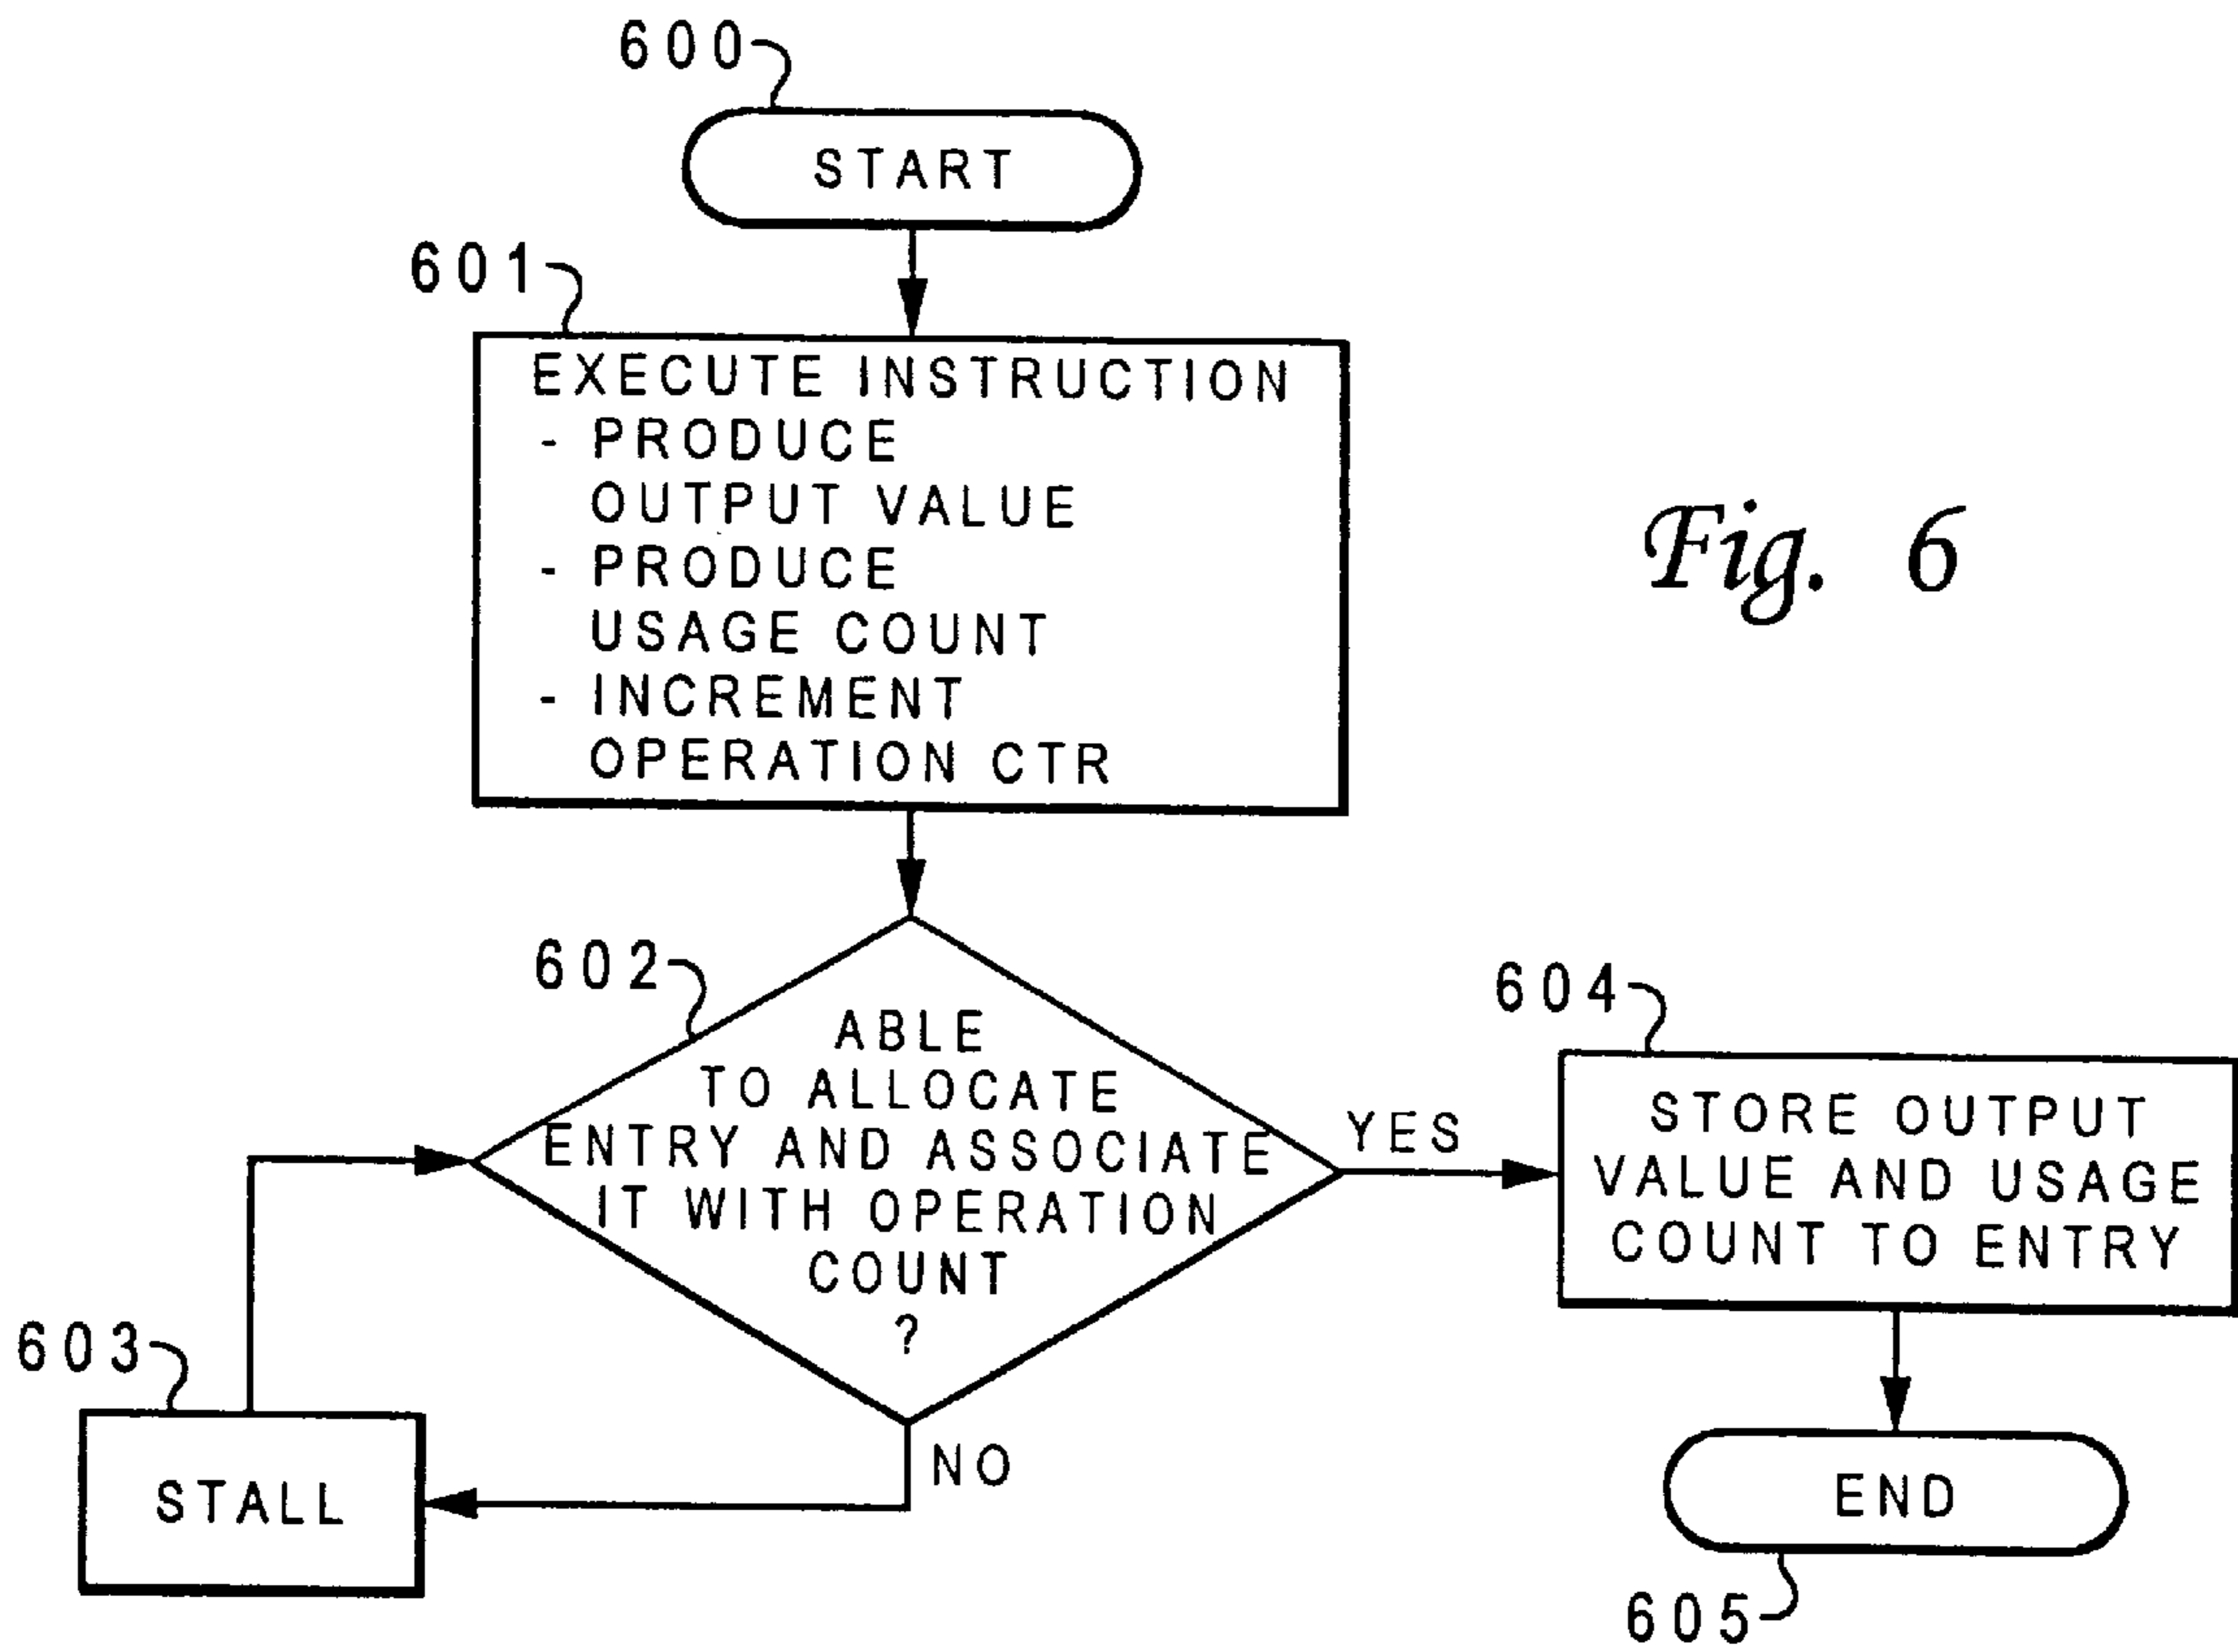 600
START
601
EXECUTE INSTRUCTION
- PRODUCE
OUTPUT VALUE
- PRODUCE
USAGE COUNT
- INCREMENT
OPERATION CTR
Fig. 6
602
ABLE
TO ALLOCATE
ENTRY AND ASSOCIATE
IT WITH OPERATION
COUNT
?
YES
604
STORE OUTPUT
VALUE AND USAGE
COUNT TO ENTRY
603
STALL
NO
END
605